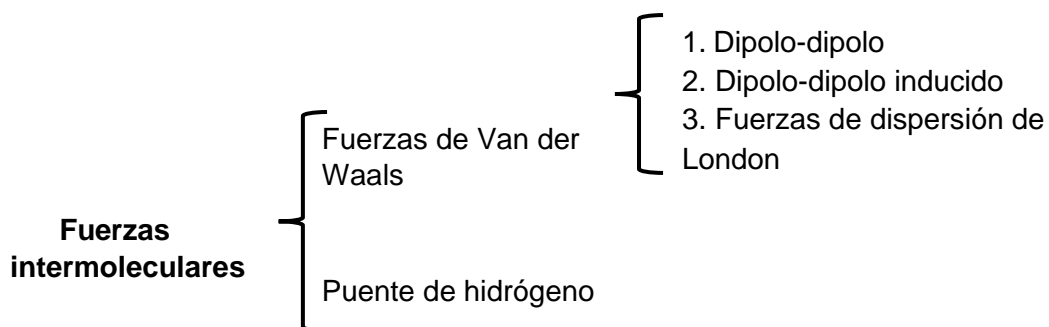 1. Dipolo-dipolo
2. Dipolo-dipolo inducido
3. Fuerzas de dispersión de
London
Fuerzas de Van der
Waals
Fuerzas
intermoleculares
Puente de hidrógeno